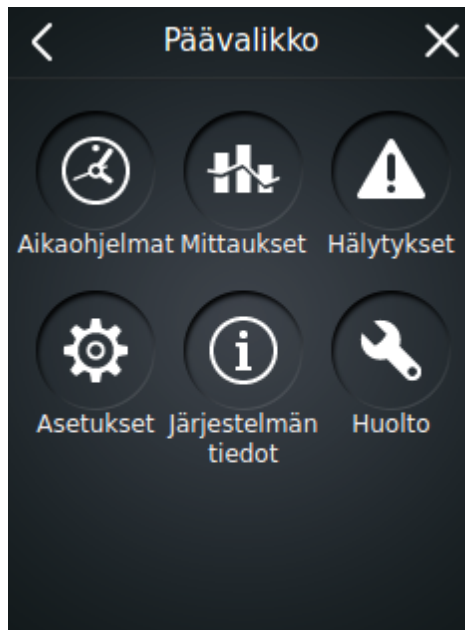 Päävalikko
Aikaohjelmat Mittaukset Hälytykset
Asetukset Järjestelmän Huolto
tiedot